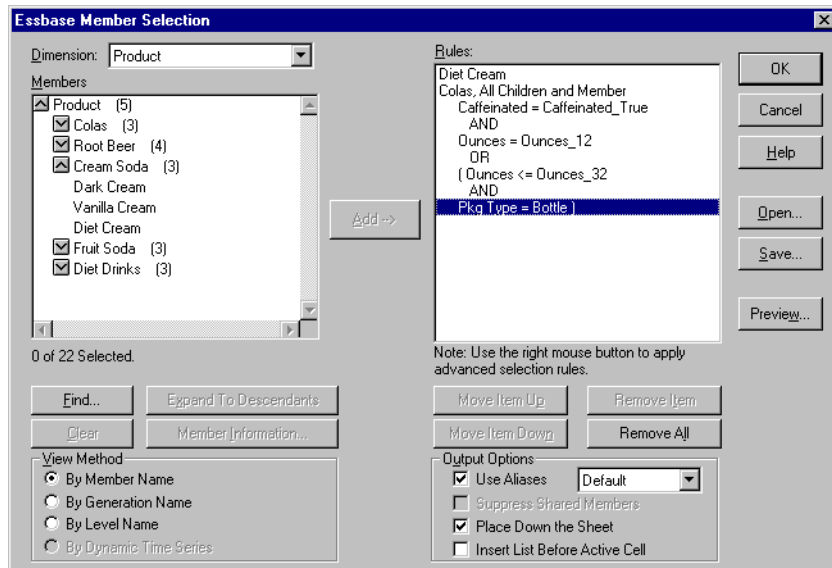 Essbase Member Selection
Dimension: Product
Members
Product (5)
Colas (3)
Root Beer (4)
Cream Soda (3)
Dark Cream
Vanilla Cream
Diet Cream
Fruit Soda (3)
Diet Drinks (3)
0 of 22 Selected.
Add -->
Rules:
Diet Cream
Colas, All Children and Member
Caffeinated = Caffeinated_True
AND
Ounces = Ounces_12
OR
( Ounces <= Ounces_32
AND
Pkg Type = Bottle )
Note: Use the right mouse button to apply
advanced selection rules.
OK
Cancel
Help
Open...
Save...
Preview...
Find... Expand To Descendants
Clear Member Information...
Move Item Up Remove Item
Move Item Down Remove All
View Method
By Member Name
By Generation Name
By Level Name
By Dynamic Time Series
Output Options
Use Aliases Default
Suppress Shared Members
Place Down the Sheet
Insert List Before Active Cell